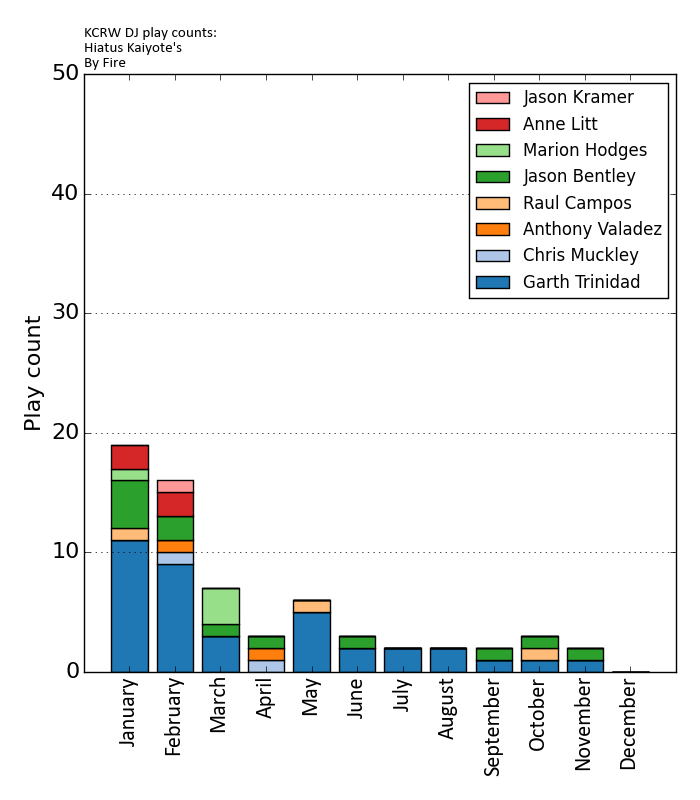 KCRW DJ play counts:
Hiatus Kaiyote's
By Fire
50
40
30
20
10
0
Play count
Jason Kramer
Anne Litt
Marion Hodges
Jason Bentley
Raul Campos
Anthony Valadez
Chris Muckley
Garth Trinidad
January
February
March
April
May
June
July
August
September
October
November
December